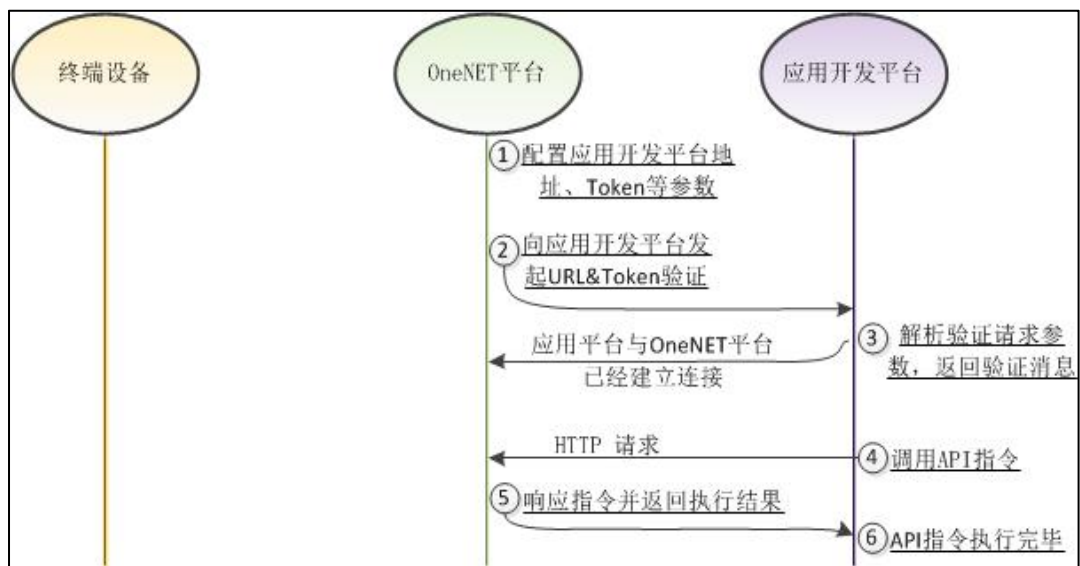 终端设备
OneNET平台
应用开发平台
①配置应用开发平台地
址、Token等参数
②向应用开发平台发
起URL&Token验证
③ 解析验证请求参
数，返回验证消息
应用平台与OneNET平台
已经建立连接
HTTP 请求
④调用API指令
⑤响应指令并返回执行结果
⑥API指令执行完毕